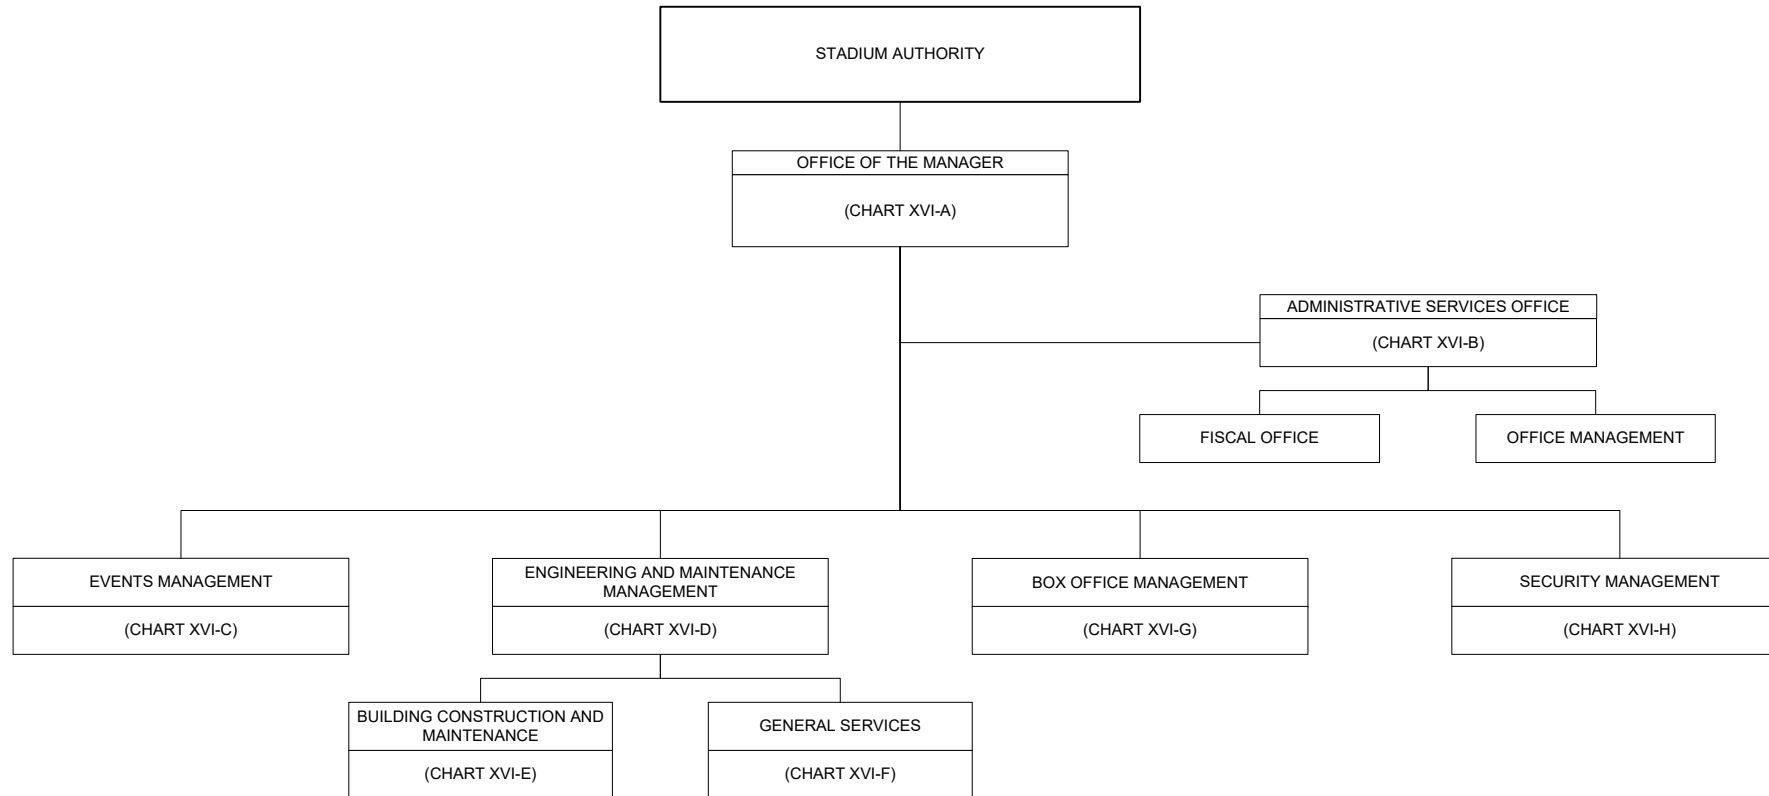 STADIUM AUTHORITY
OFFICE OF THE MANAGER
(CHART XVI-A)
ADMINISTRATIVE SERVICES OFFICE
(CHART XVI-B)
FISCAL OFFICE
OFFICE MANAGEMENT
EVENTS MANAGEMENT
(CHART XVI-C)
ENGINEERING AND MAINTENANCE
MANAGEMENT
(CHART XVI-D)
BOX OFFICE MANAGEMENT
(CHART XVI-G)
SECURITY MANAGEMENT
(CHART XVI-H)
BUILDING CONSTRUCTION AND
MAINTENANCE
(CHART XVI-E)
GENERAL SERVICES
(CHART XVI-F)